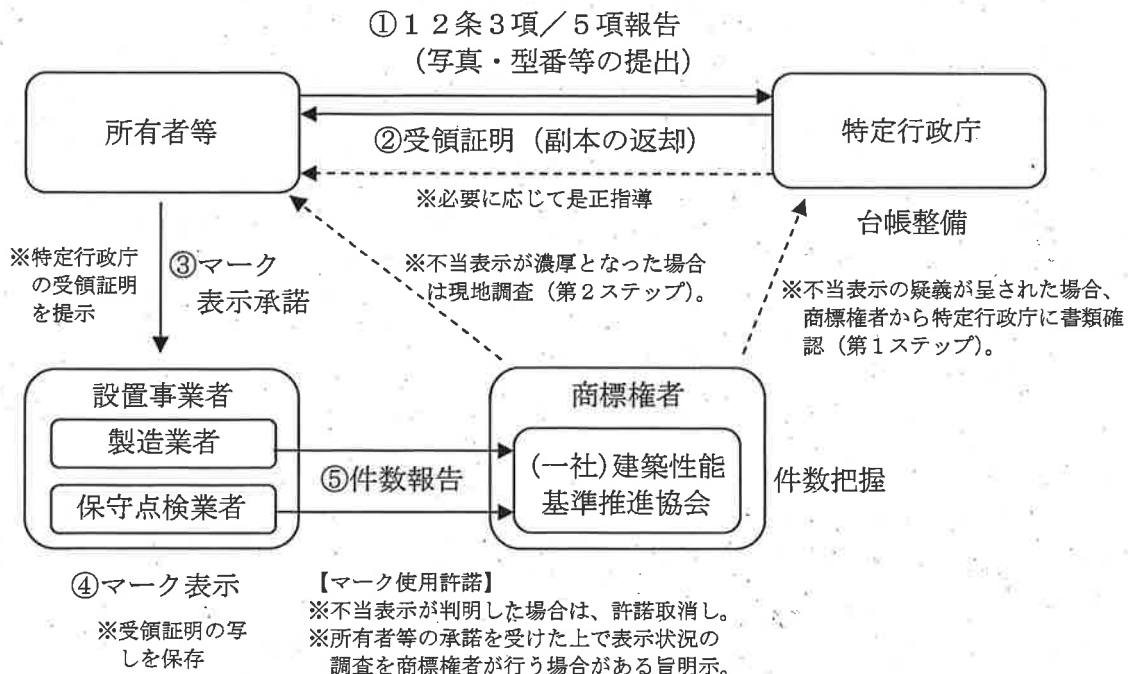 ①12条3項／5項報告
(写真・型番等の提出)
所有者等
特定行政庁
②受領証明（副本の返却）
※必要に応じて是正指導
台帳整備
※特定行政庁
の受領証明
を提示
③マーク
表示承諾
※不当表示が濃厚となった場合
は現地調査（第２ステップ)。
※不当表示の疑義が呈された場合、
商標権者から特定行政庁に書類確
認（第１ステップ)。
設置事業者
製造業者
保守点検業者
⑤件数報告
商標権者
(一社)建築性能
基準推進協会
件数把握
④マーク表示
※受領証明の写
しを保存
【マーク使用許諾】
※不当表示が判明した場合は、許諾取消し。
※所有者等の承諾を受けた上で表示状況の
調査を商標権者が行う場合がある旨明示。